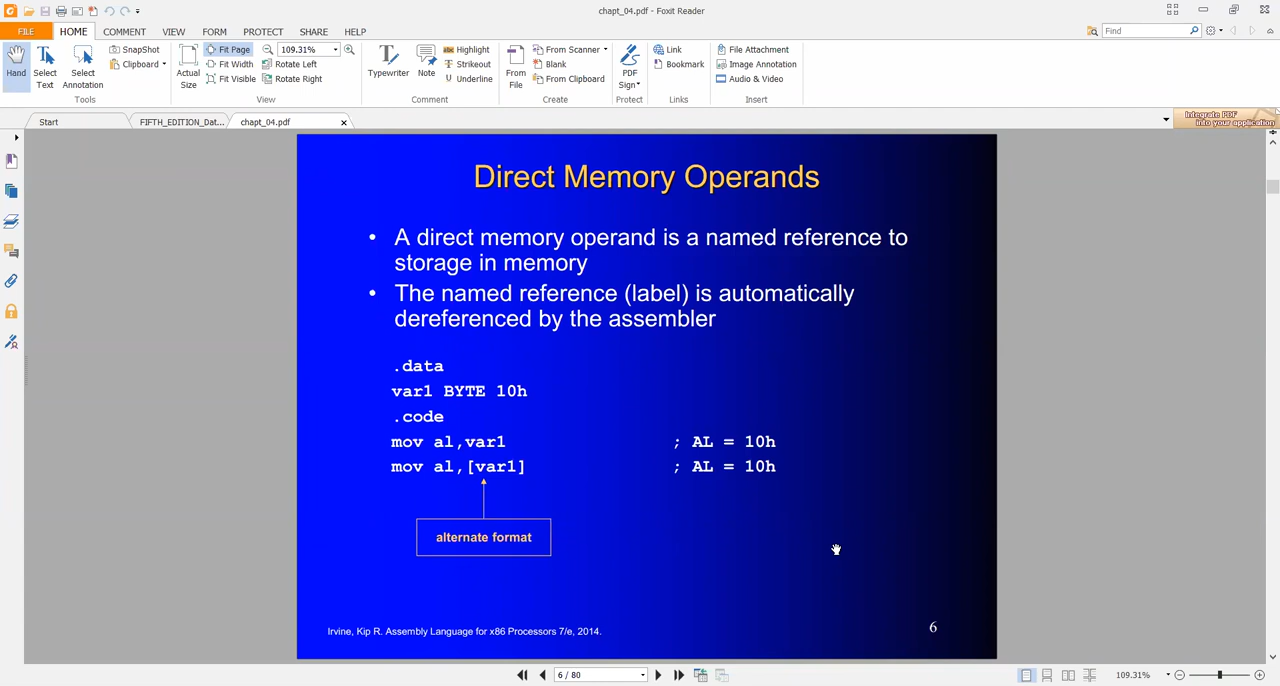 chapt_04.pdf - Foxit Reader
FILE HOME COMMENT VIEW FORM PROTECT SHARE HELP
Find
Hand
Select Text
Select Annotation
SnapShot
Clipboard
Tools
Actual Size
Fit Page
Fit Width
Fit Visible
109.31%
Rotate Left
Rotate Right
View
Typewriter
Note
Highlight
Strikeout
Underline
Comment
From File
From Scanner
Blank
From Clipboard
Create
PDF Sign
Protect
Link
Bookmark
Links
File Attachment
Image Annotation
Audio & Video
Insert
Start
FIFTH_EDITION_Dat...
chapt_04.pdf
Integrate PDF
into your application
Direct Memory Operands
• A direct memory operand is a named reference to
storage in memory
• The named reference (label) is automatically
dereferenced by the assembler
.data
var1 BYTE 10h
.code
mov al,var1 ; AL = 10h
mov al,[var1] ; AL = 10h
alternate format
Irvine, Kip R. Assembly Language for x86 Processors 7/e, 2014.
6
6 / 80
109.31%